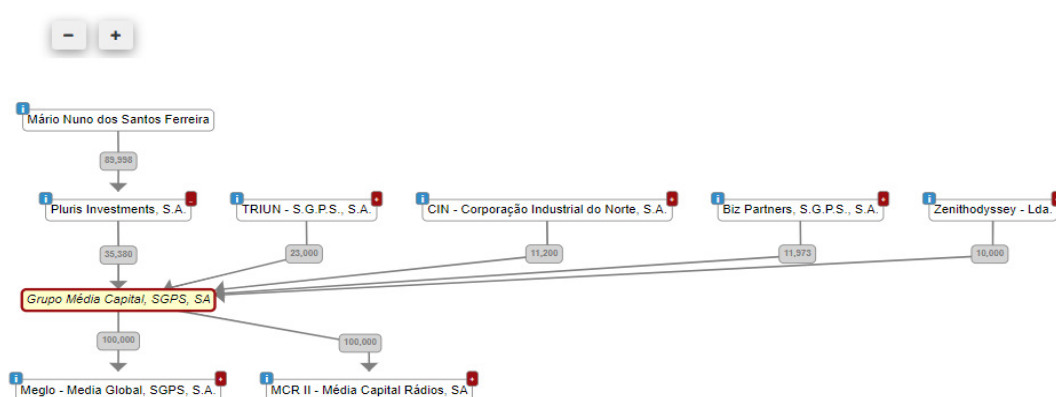 - +
Mário Nuno dos Santos Ferreira
89,998
Pluris Investments, S.A.
TRIUN - S.G.P.S., S.A.
CIN - Corporação Industrial do Norte, S.A.
Biz Partners, S.G.P.S., S.A.
Zenithodyssey - Lda.
35,380
23,000
11,200
11,973
10,000
Grupo Média Capital, SGPS, SA
100,000
100,000
Meglo - Media Global, SGPS, S.A.
MCR II - Média Capital Rádios, SA